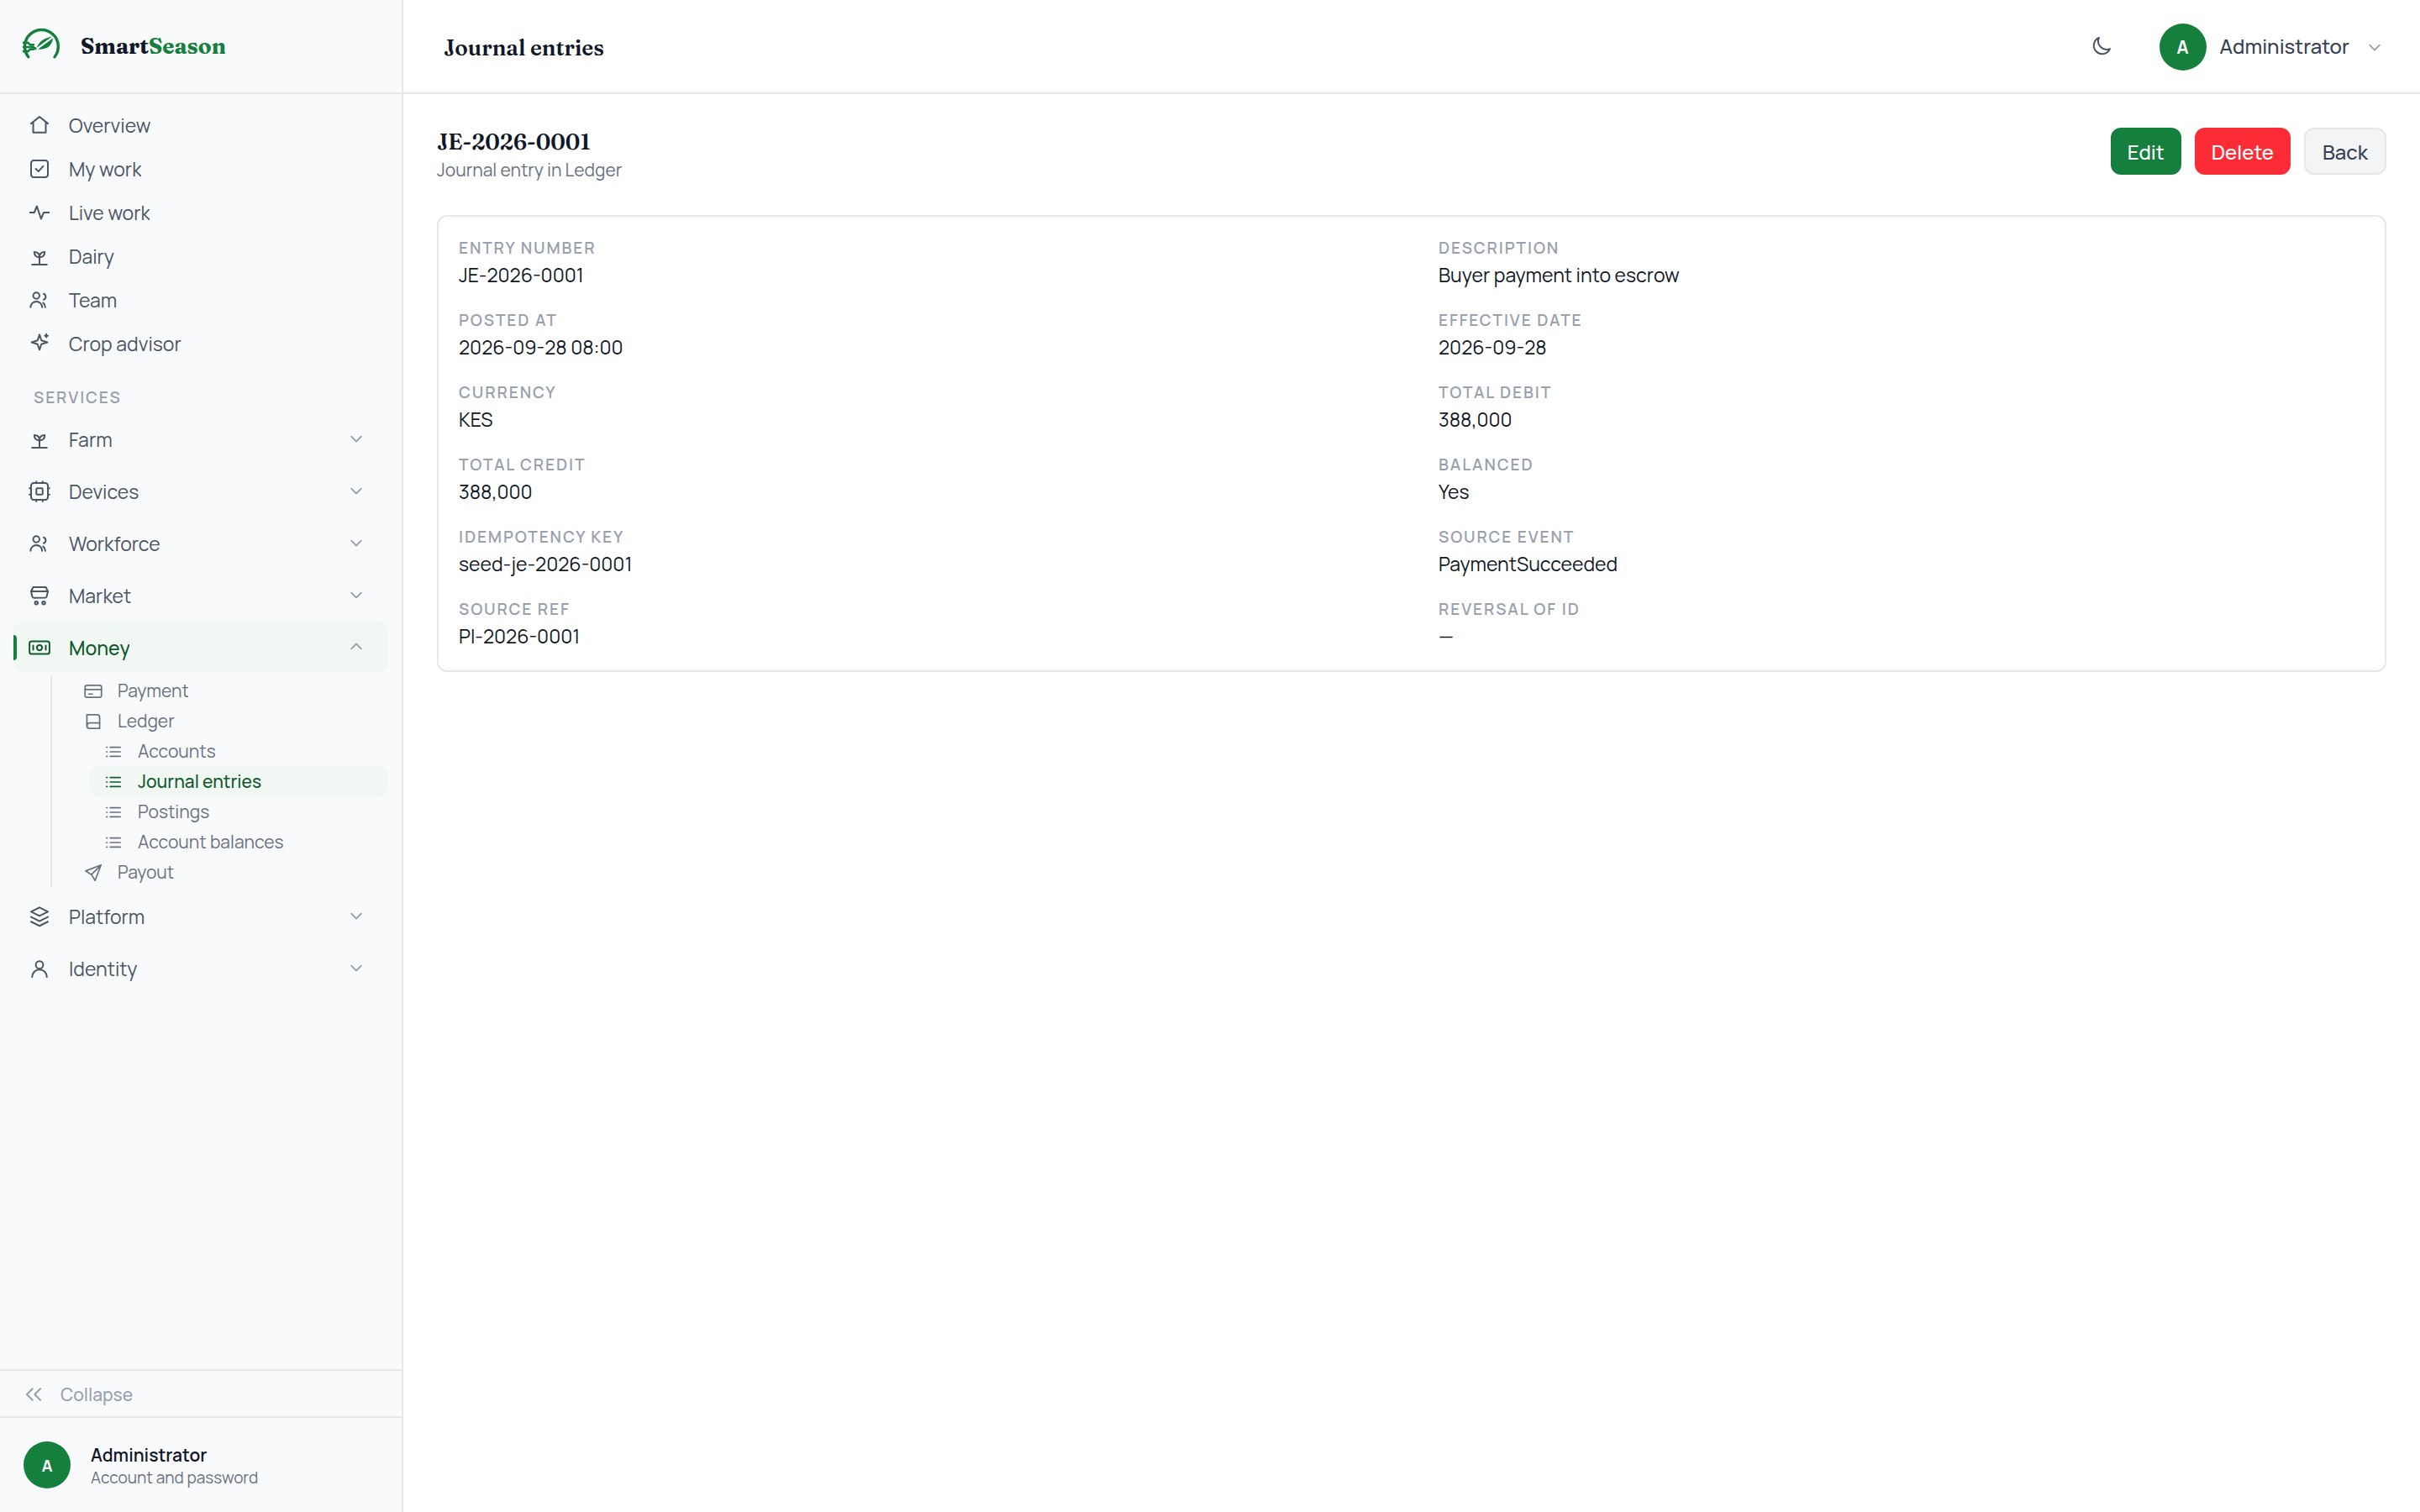 SmartSeason
Journal entries
A
Administrator
Overview
My work
Live work
Dairy
Team
Crop advisor
SERVICES
Farm
Devices
Workforce
Market
Money
Payment
Ledger
Accounts
Journal entries
Postings
Account balances
Payout
Platform
Identity
Collapse
A
Administrator
Account and password
JE-2026-0001
Journal entry in Ledger
Edit
Delete
Back
ENTRY NUMBER
JE-2026-0001
DESCRIPTION
Buyer payment into escrow
POSTED AT
2026-09-28 08:00
EFFECTIVE DATE
2026-09-28
CURRENCY
KES
TOTAL DEBIT
388,000
TOTAL CREDIT
388,000
BALANCED
Yes
IDEMPOTENCY KEY
seed-je-2026-0001
SOURCE EVENT
PaymentSucceeded
SOURCE REF
PI-2026-0001
REVERSAL OF ID
—